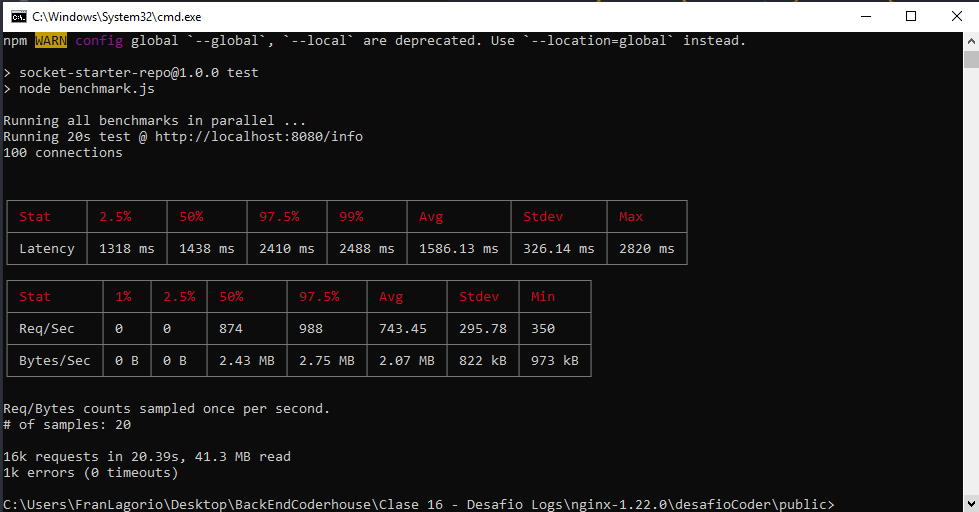 C:\Windows\System32\cmd.exe
npm WARN config global `--global`, `--local` are deprecated. Use `--location=global` instead.
> socket-starter-repo@1.0.0 test
> node benchmark.js
Running all benchmarks in parallel ...
Running 20s test @ http://localhost:8080/info
100 connections
Stat 2.5% 50% 97.5% 99% Avg Stdev Max
Latency 1318 ms 1438 ms 2410 ms 2488 ms 1586.13 ms 326.14 ms 2820 ms
Stat 1% 2.5% 50% 97.5% Avg Stdev Min
Req/Sec 0 0 874 988 743.45 295.78 350
Bytes/Sec 0 B 0 B 2.43 MB 2.75 MB 2.07 MB 822 kB 973 kB
Req/Bytes counts sampled once per second.
# of samples: 20
16k requests in 20.39s, 41.3 MB read
1k errors (0 timeouts)
C:\Users\FranLagorio\Desktop\BackEndCoderhouse\Clase 16 - Desafio Logs\nginx-1.22.0\desafioCoder\public>